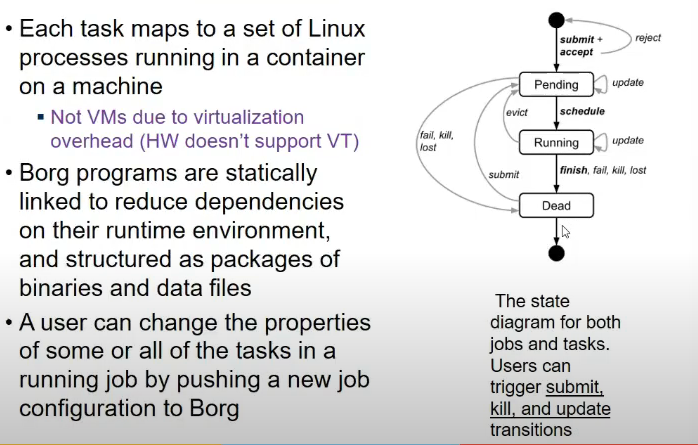 • Each task maps to a set of Linux
processes running in a container
on a machine
▪ Not VMs due to virtualization
overhead (HW doesn't support VT)
• Borg programs are statically
linked to reduce dependencies
on their runtime environment,
and structured as packages of
binaries and data files
• A user can change the properties
of some or all of the tasks in a
running job by pushing a new job
configuration to Borg
submit +
accept
reject
Pending
update
evict
schedule
fail, kill,
lost
Running
update
submit
finish, fail, kill, lost
Dead
The state
diagram for both
jobs and tasks.
Users can
trigger submit,
kill, and update
transitions